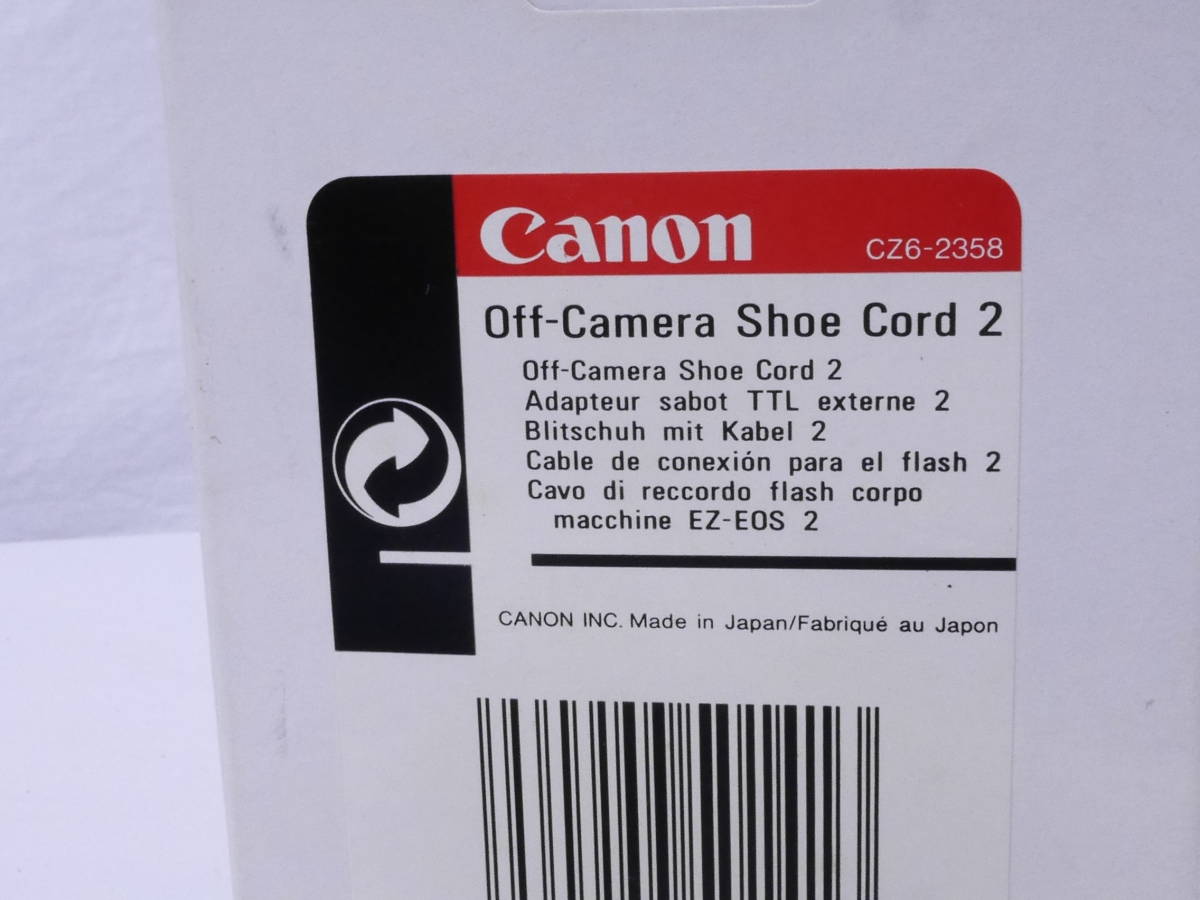 Canon
CZ6-2358
Off-Camera Shoe Cord 2
Off-Camera Shoe Cord 2
Adapteur sabot TTL externe 2
Blitschuh mit Kabel 2
Cable de conexión para el flash 2
Cavo di reccordo flash corpo
macchine EZ-EOS 2
CANON INC. Made in Japan/Fabriqué au Japon